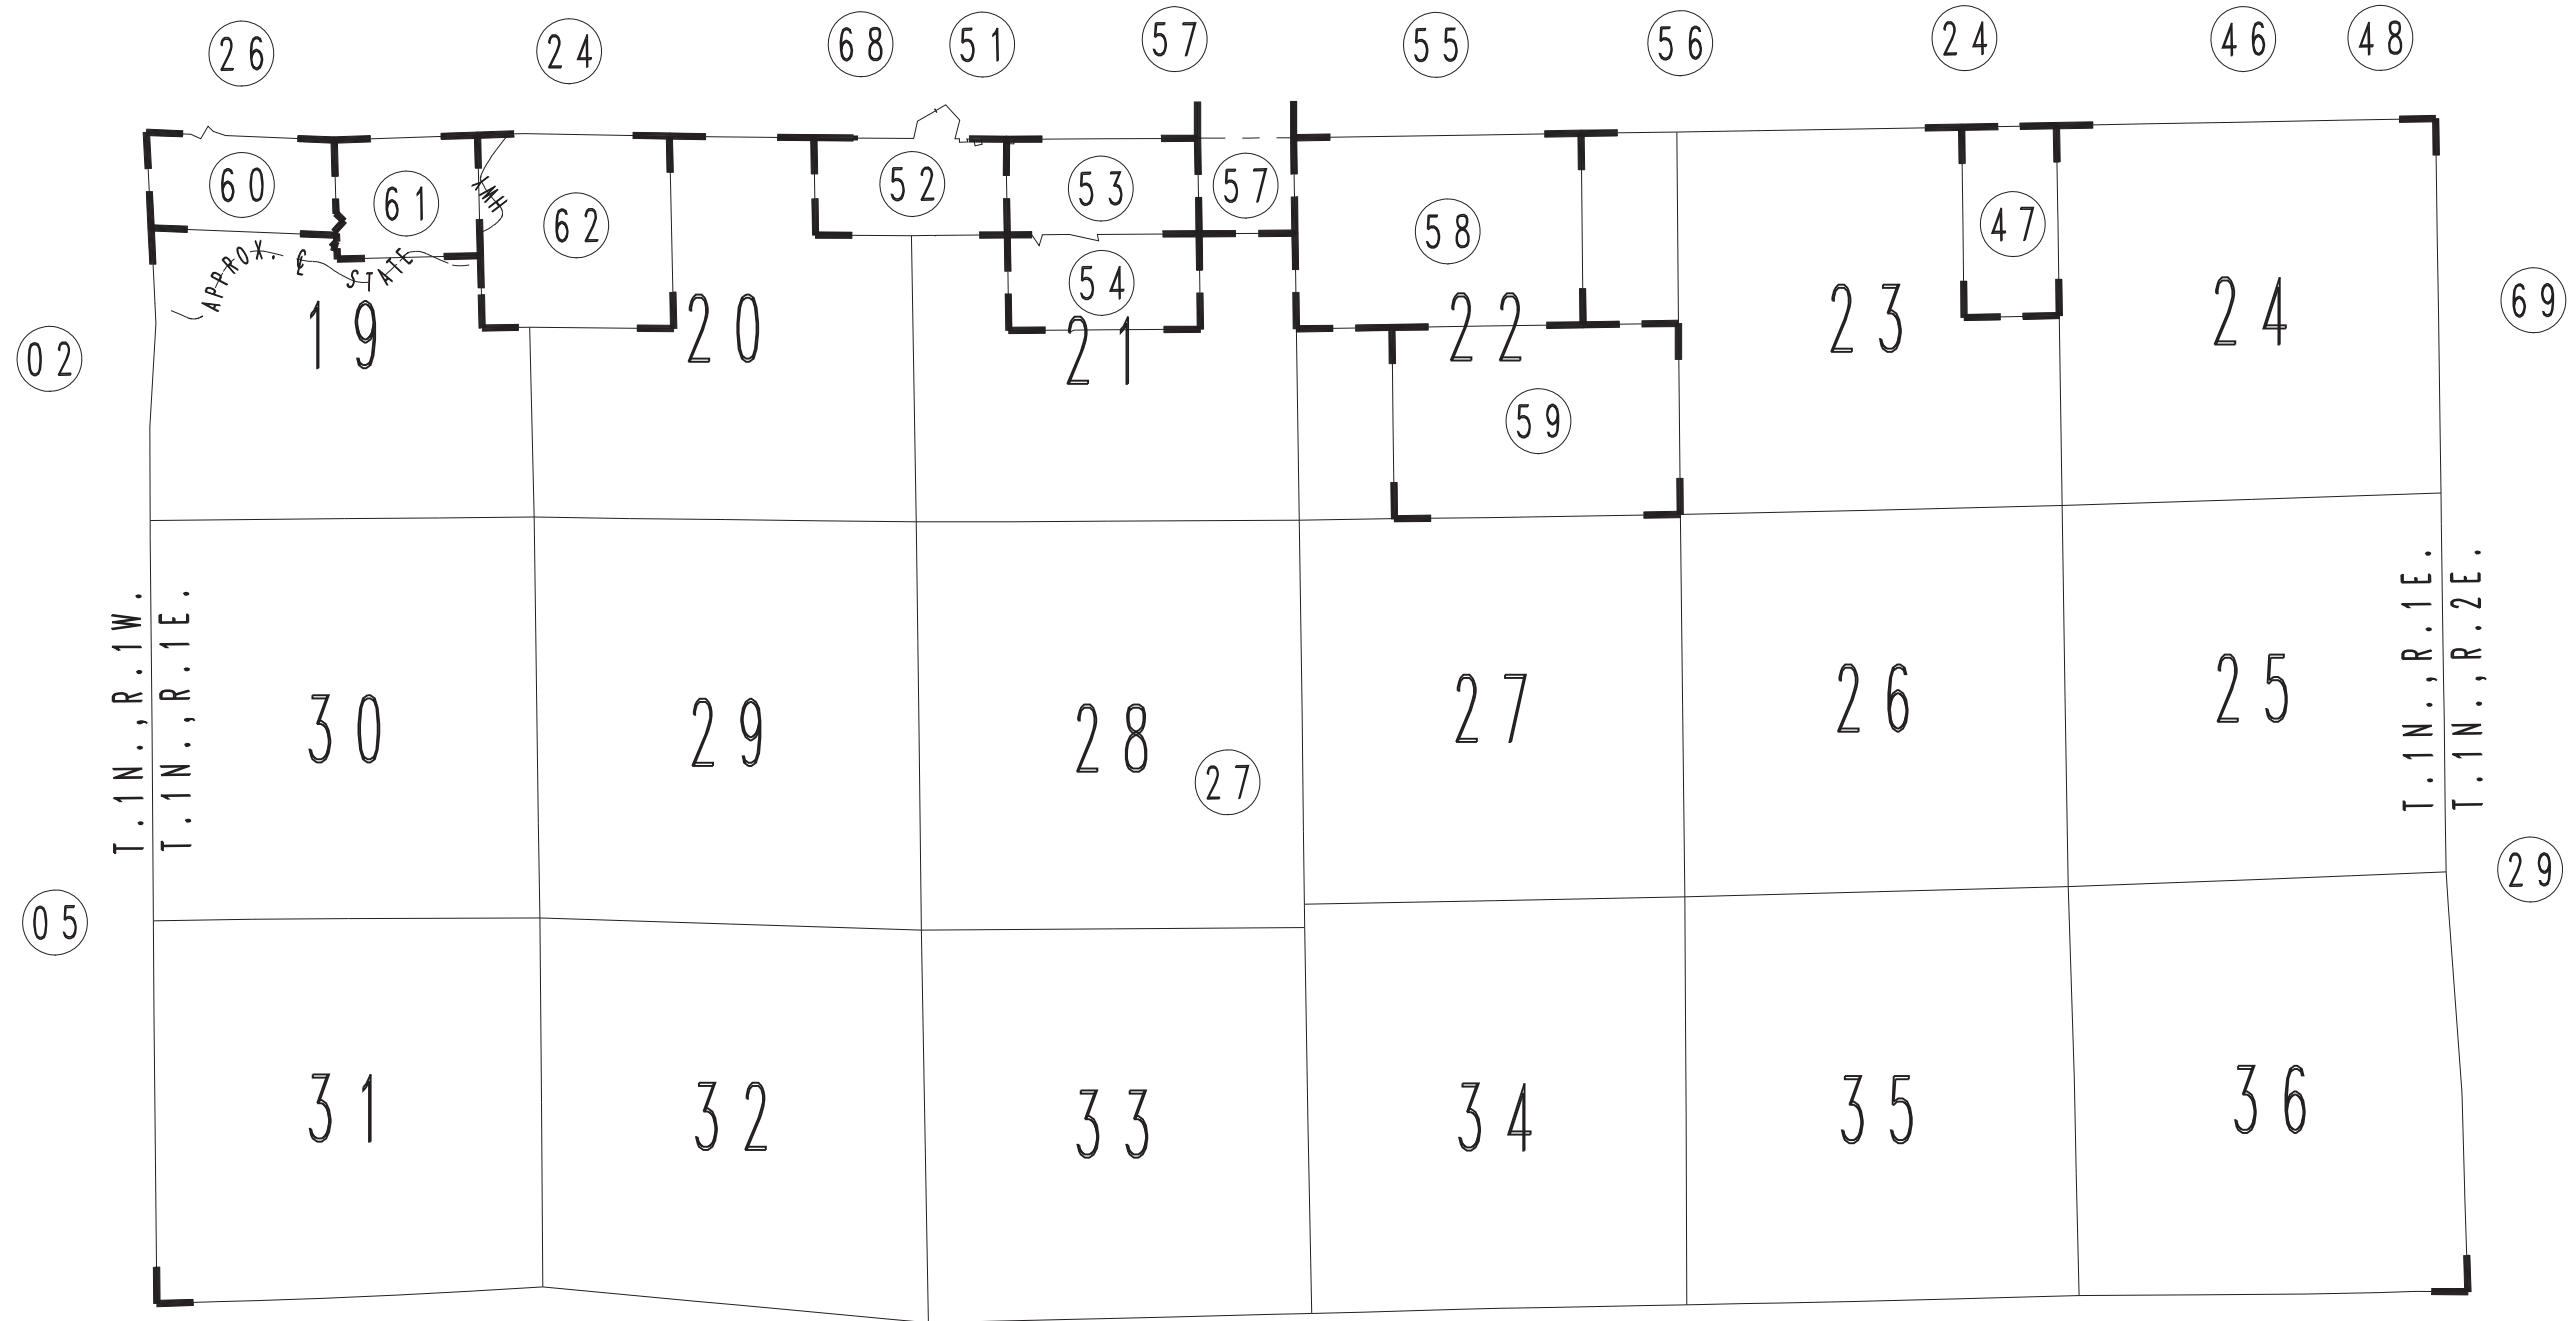 26 24 68 51 57 55 56 24 46 48
60 61 62 52 53 57 58 47
54
APPROX. ℄ STATE HWY
02 19 20 21 22 23 24 69
59
T.1N.,R.1W.
T.1N.,R.1E.
30 29 28 27 26 25
T.1N.,R.1E.
T.1N.,R.2E.
27
05 29
31 32 33 34 35 36